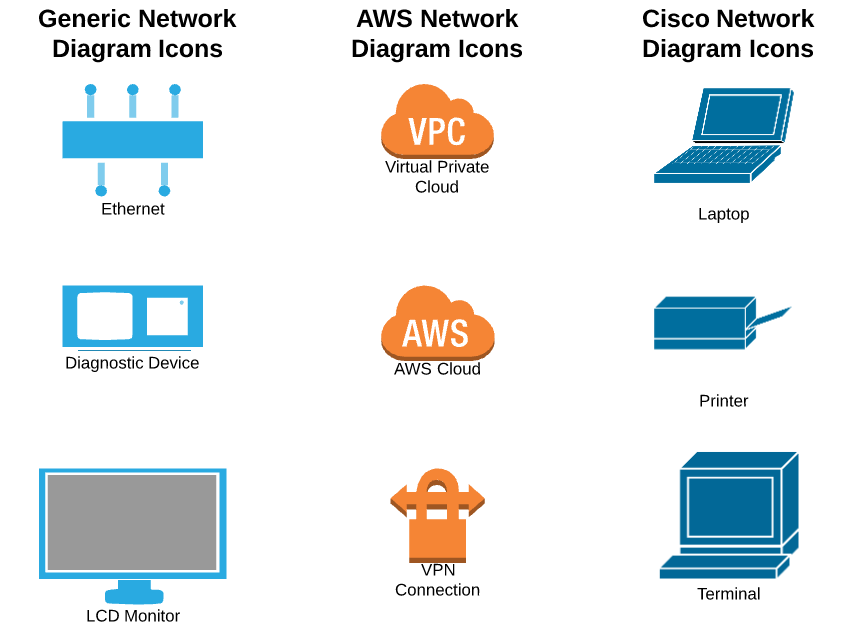 Generic Network
Diagram Icons
AWS Network
Diagram Icons
Cisco Network
Diagram Icons
Ethernet
VPC
Virtual Private
Cloud
Laptop
Diagnostic Device
AWS
AWS Cloud
Printer
LCD Monitor
VPN
Connection
Terminal